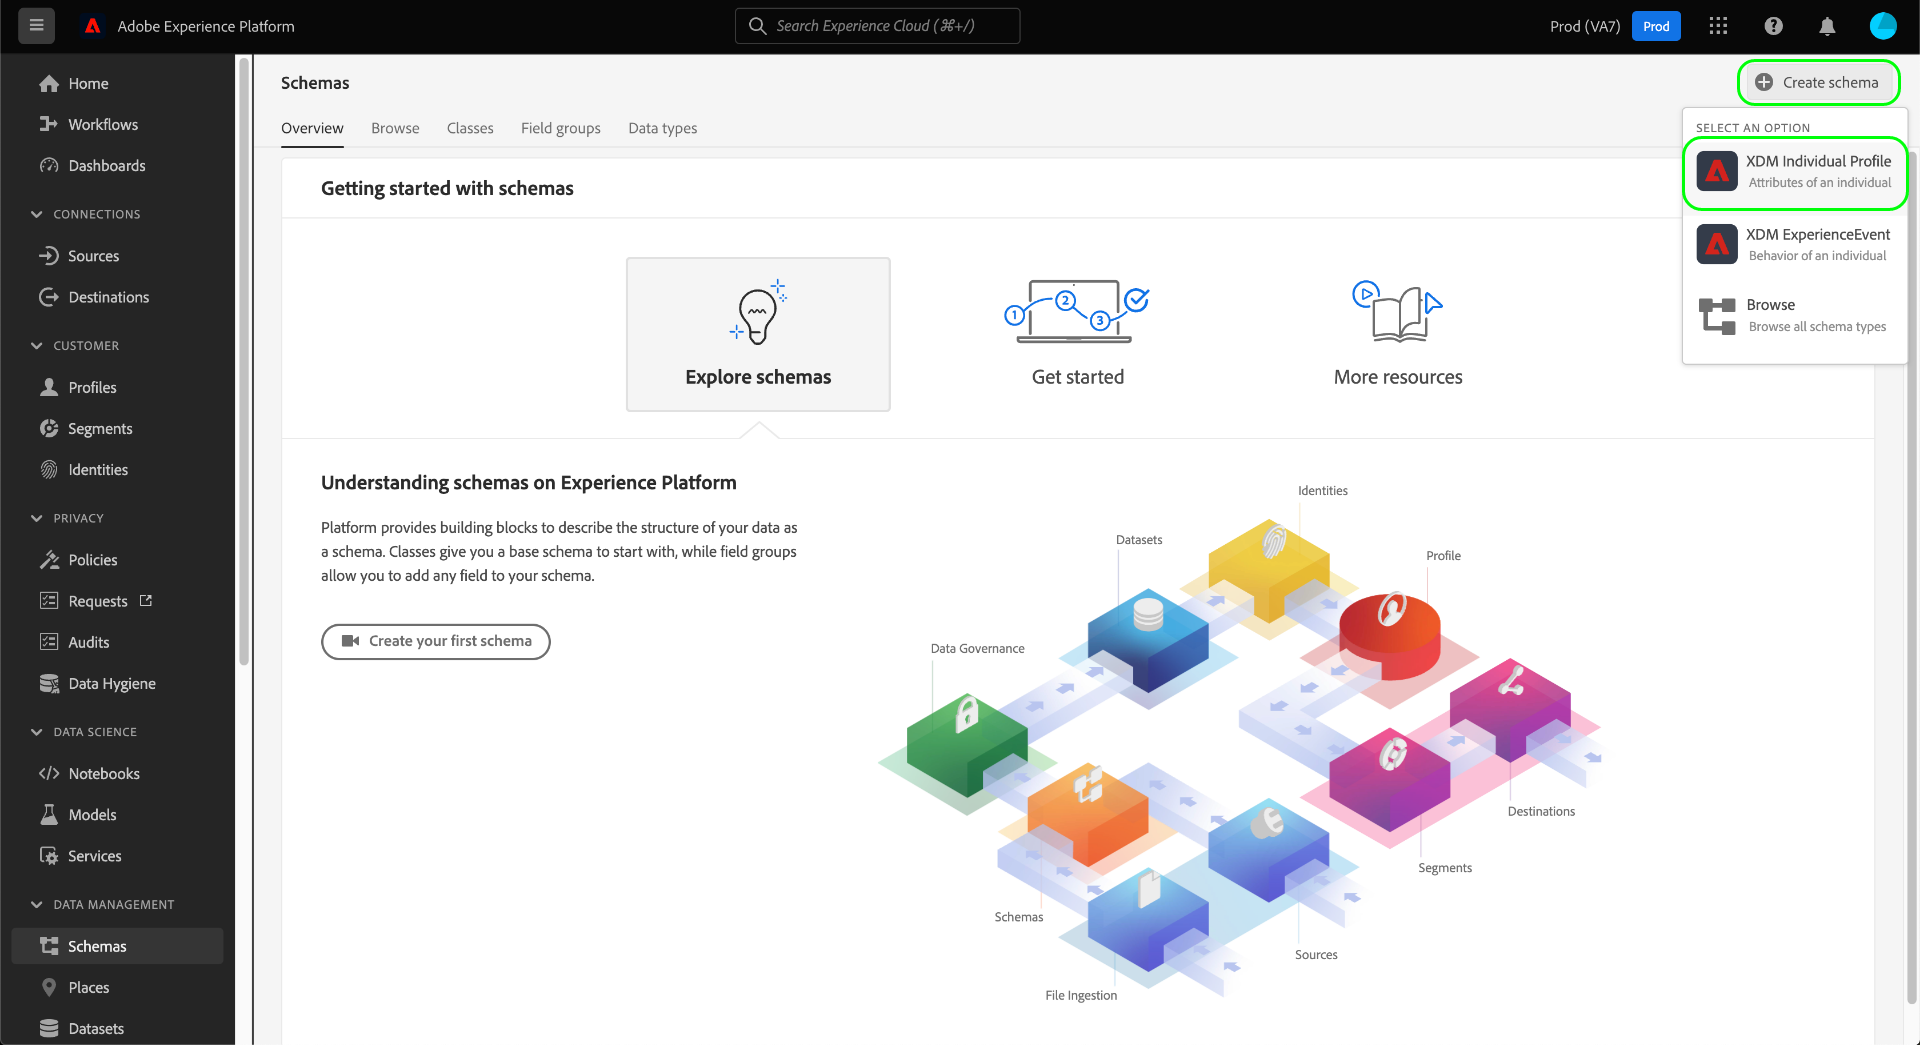 Adobe Experience Platform
Search Experience Cloud (⌘+/)
Prod (VA7)
Prod
Home
Workflows
Dashboards
CONNECTIONS
Sources
Destinations
CUSTOMER
Profiles
Segments
Identities
PRIVACY
Policies
Requests
Audits
Data Hygiene
DATA SCIENCE
Notebooks
Models
Services
DATA MANAGEMENT
Schemas
Places
Datasets
Schemas
Create schema
Overview
Browse
Classes
Field groups
Data types
SELECT AN OPTION
XDM Individual Profile
Attributes of an individual
XDM ExperienceEvent
Behavior of an individual
Browse
Browse all schema types
Getting started with schemas
1
2
3
Explore schemas
Get started
More resources
Understanding schemas on Experience Platform
Platform provides building blocks to describe the structure of your data as
a schema. Classes give you a base schema to start with, while field groups
allow you to add any field to your schema.
Create your first schema
Identities
Datasets
Profile
Data Governance
Destinations
Segments
Schemas
Sources
File Ingestion